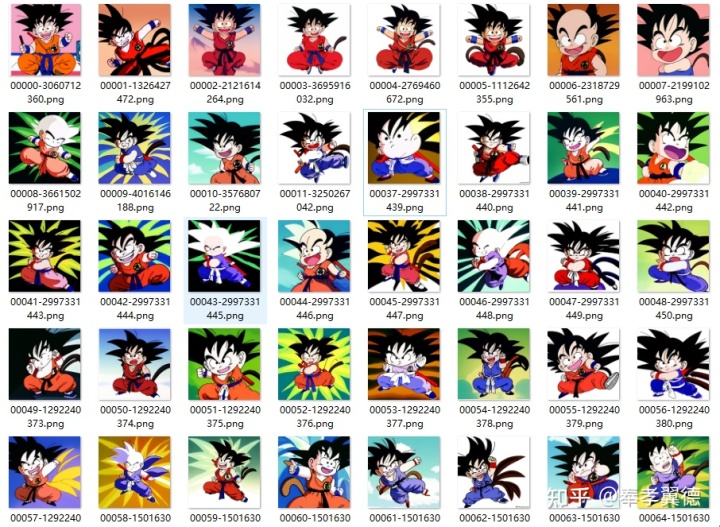 00000-3060712
360.png
00001-1326427
472.png
00002-2121614
264.png
00003-3695916
032.png
00004-2769460
672.png
00005-1112642
355.png
00006-2318729
561.png
00007-2199102
963.png
00008-3661502
917.png
00009-4016146
188.png
00010-3576807
22.png
00011-3250267
042.png
00037-2997331
439.png
00038-2997331
440.png
00039-2997331
441.png
00040-2997331
442.png
00041-2997331
443.png
00042-2997331
444.png
00043-2997331
445.png
00044-2997331
446.png
00045-2997331
447.png
00046-2997331
448.png
00047-2997331
449.png
00048-2997331
450.png
00049-1292240
373.png
00050-1292240
374.png
00051-1292240
375.png
00052-1292240
376.png
00053-1292240
377.png
00054-1292240
378.png
00055-1292240
379.png
00056-1292240
380.png
00057-1292240
00058-1501630
00059-1501630
00060-1501630
00061-1501630
00062-1501630
00063-1501630
00064-1501630
知乎 @奉孝翼德